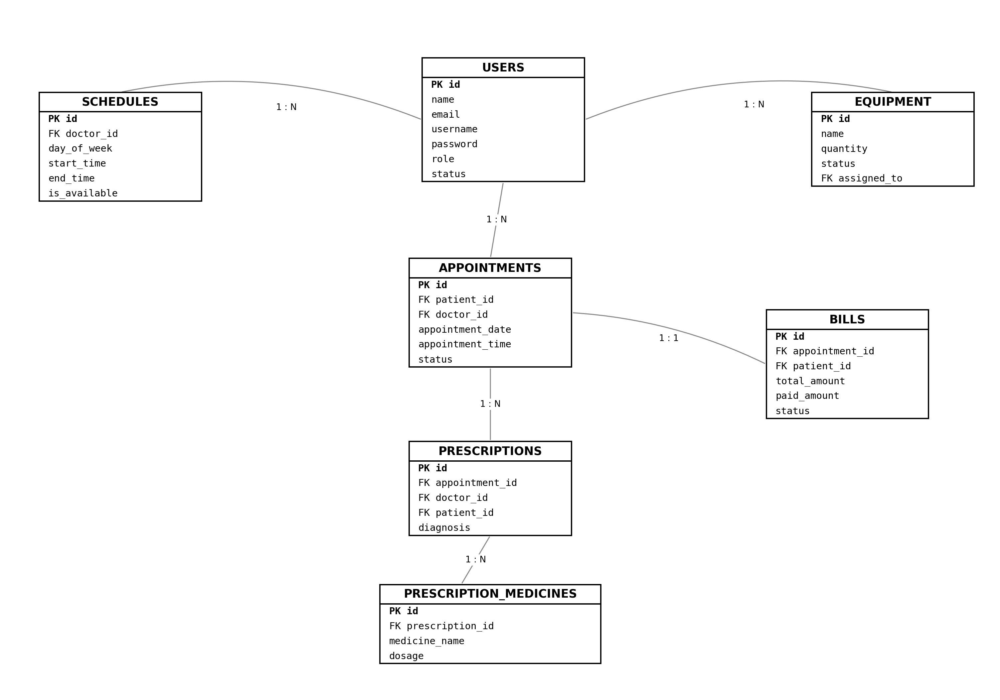 USERS
PK id
name
email
username
password
role
status
SCHEDULES
PK id
FK doctor_id
day_of_week
start_time
end_time
is_available
1 : N
1 : N
EQUIPMENT
PK id
name
quantity
status
FK assigned_to
1 : N
APPOINTMENTS
PK id
FK patient_id
FK doctor_id
appointment_date
appointment_time
status
1 : 1
BILLS
PK id
FK appointment_id
FK patient_id
total_amount
paid_amount
status
1 : N
PRESCRIPTIONS
PK id
FK appointment_id
FK doctor_id
FK patient_id
diagnosis
1 : N
PRESCRIPTION_MEDICINES
PK id
FK prescription_id
medicine_name
dosage